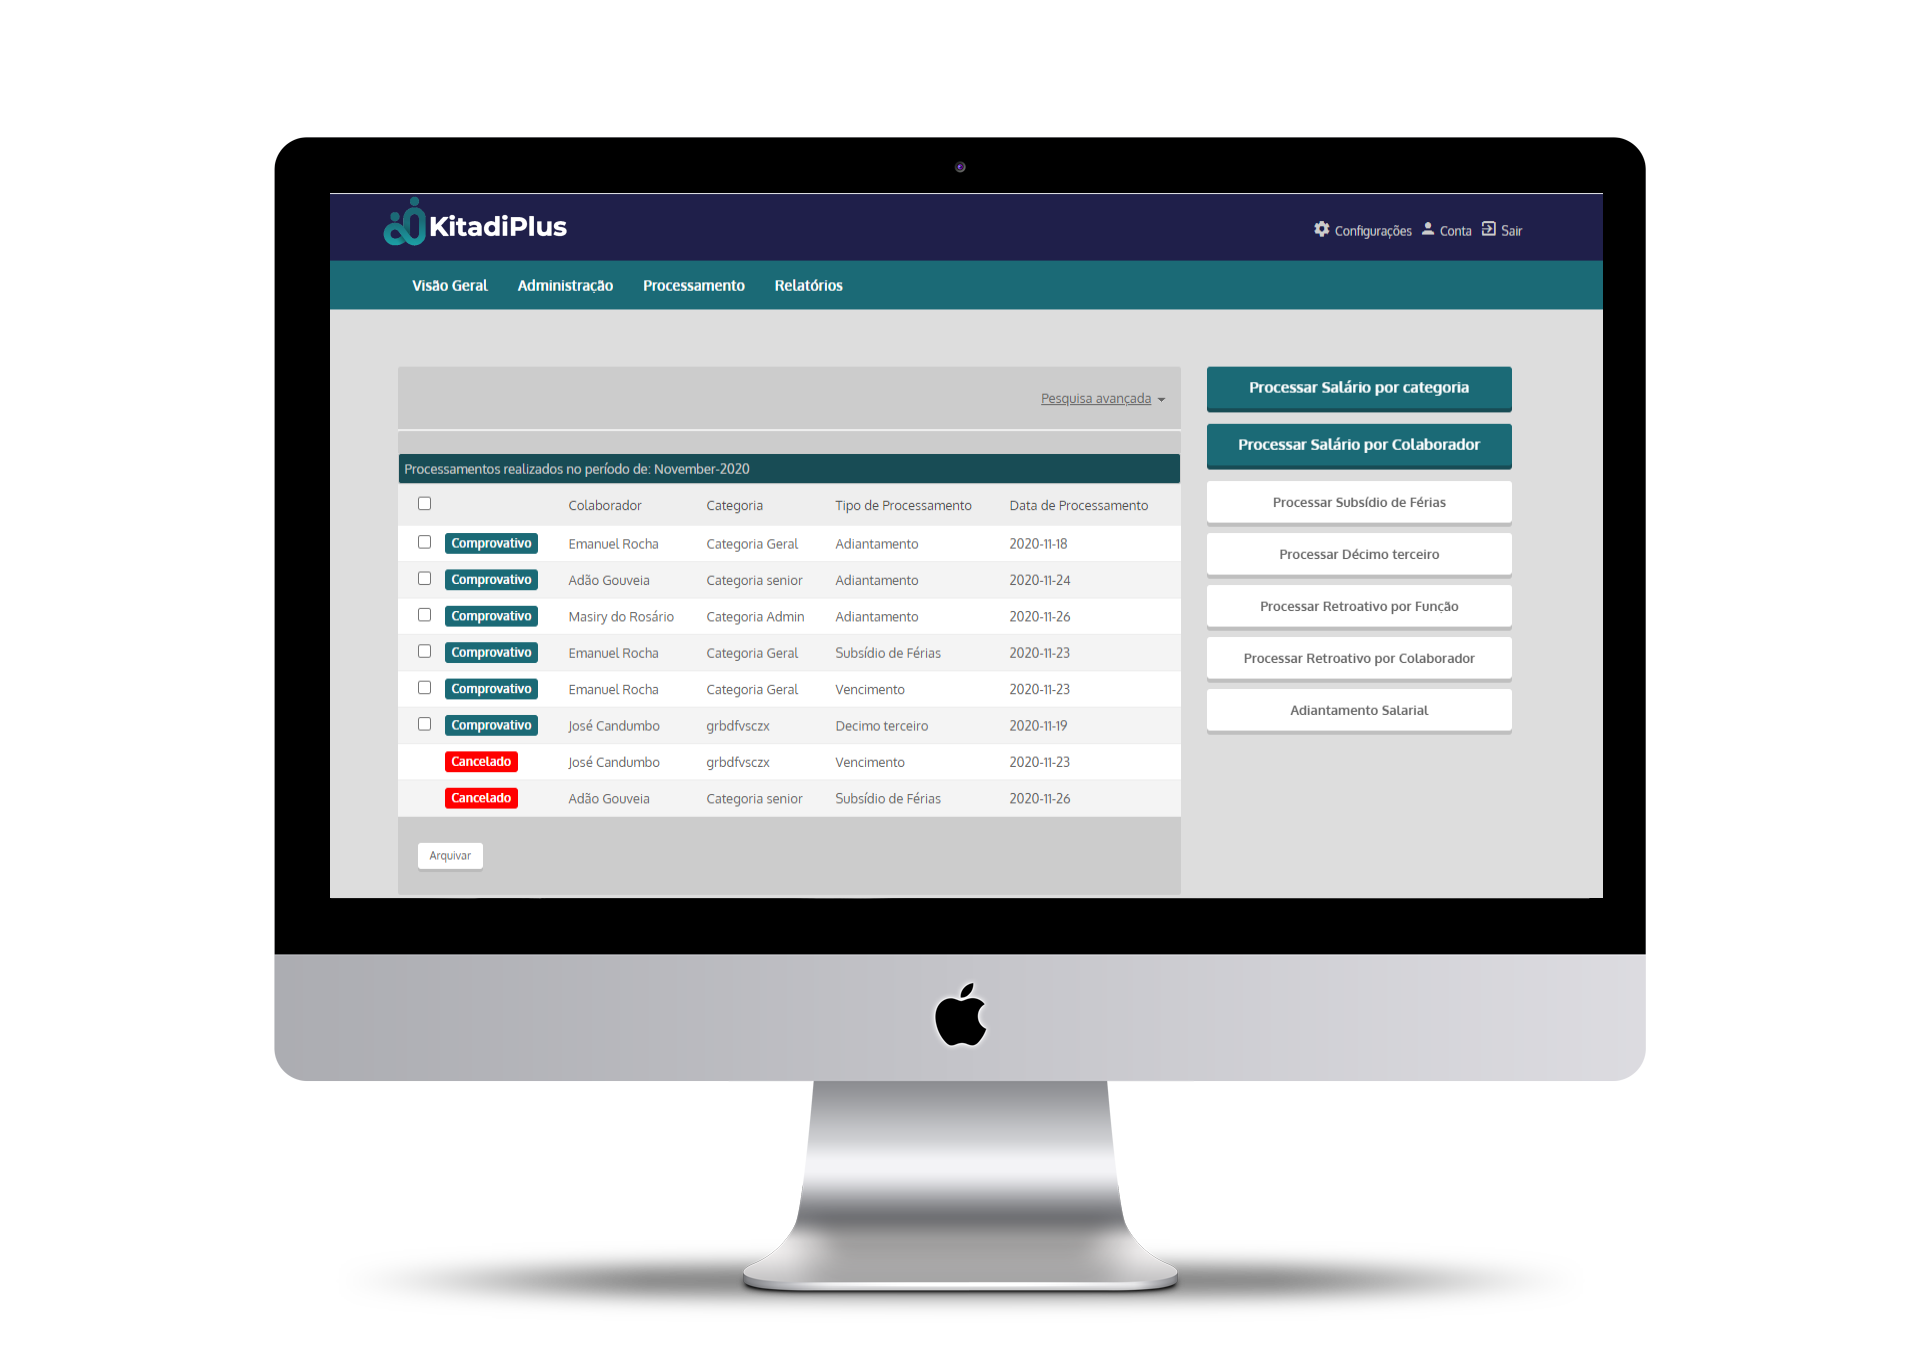 KitadiPlus
Configurações Conta Sair
Visão Geral Administração Processamento Relatórios
Pesquisa avançada
Processamentos realizados no período de: November-2020
Colaborador Categoria Tipo de Processamento Data de Processamento
Comprovativo Emanuel Rocha Categoria Geral Adiantamento 2020-11-18
Comprovativo Adão Gouveia Categoria senior Adiantamento 2020-11-24
Comprovativo Masiry do Rosário Categoria Admin Adiantamento 2020-11-26
Comprovativo Emanuel Rocha Categoria Geral Subsídio de Férias 2020-11-23
Comprovativo Emanuel Rocha Categoria Geral Vencimento 2020-11-23
Comprovativo José Candumbo grbdfvsczx Decimo terceiro 2020-11-19
Cancelado José Candumbo grbdfvsczx Vencimento 2020-11-23
Cancelado Adão Gouveia Categoria senior Subsídio de Férias 2020-11-26
Arquivar
Processar Salário por categoria
Processar Salário por Colaborador
Processar Subsídio de Férias
Processar Décimo terceiro
Processar Retroativo por Função
Processar Retroativo por Colaborador
Adiantamento Salarial